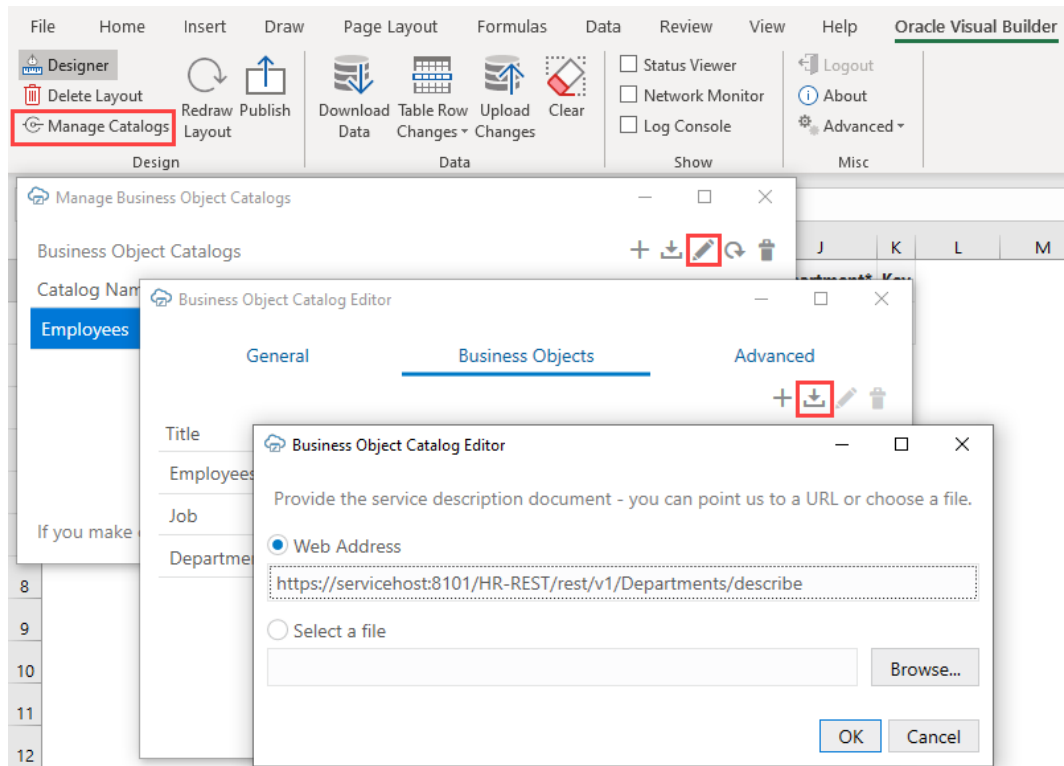 File Home Insert Draw Page Layout Formulas Data Review View Help Oracle Visual Builder
Designer
Delete Layout
Manage Catalogs
Redraw Layout
Publish
Design
Download Data
Table Row Changes
Upload Changes
Clear
Data
Status Viewer
Network Monitor
Log Console
Show
Logout
About
Advanced
Misc
Manage Business Object Catalogs
Business Object Catalogs
Catalog Nam
Employees
If you make
J K L M
Business Object Catalog Editor
General Business Objects Advanced
Title
Employees
Job
Departme
Business Object Catalog Editor
Provide the service description document - you can point us to a URL or choose a file.
Web Address
https://servicehost:8101/HR-REST/rest/v1/Departments/describe
Select a file
Browse...
OK Cancel
8
9
10
11
12